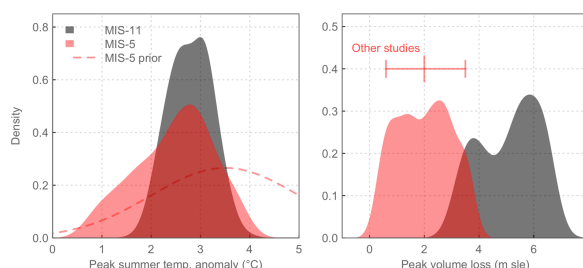 MIS-11
MIS-5
MIS-5 prior
Density
0.8
0.6
0.4
0.2
0.0
0 1 2 3 4 5
Peak summer temp. anomaly (°C)
Other studies
0.5
0.4
0.3
0.2
0.1
0.0
0 2 4 6
Peak volume loss (m sle)